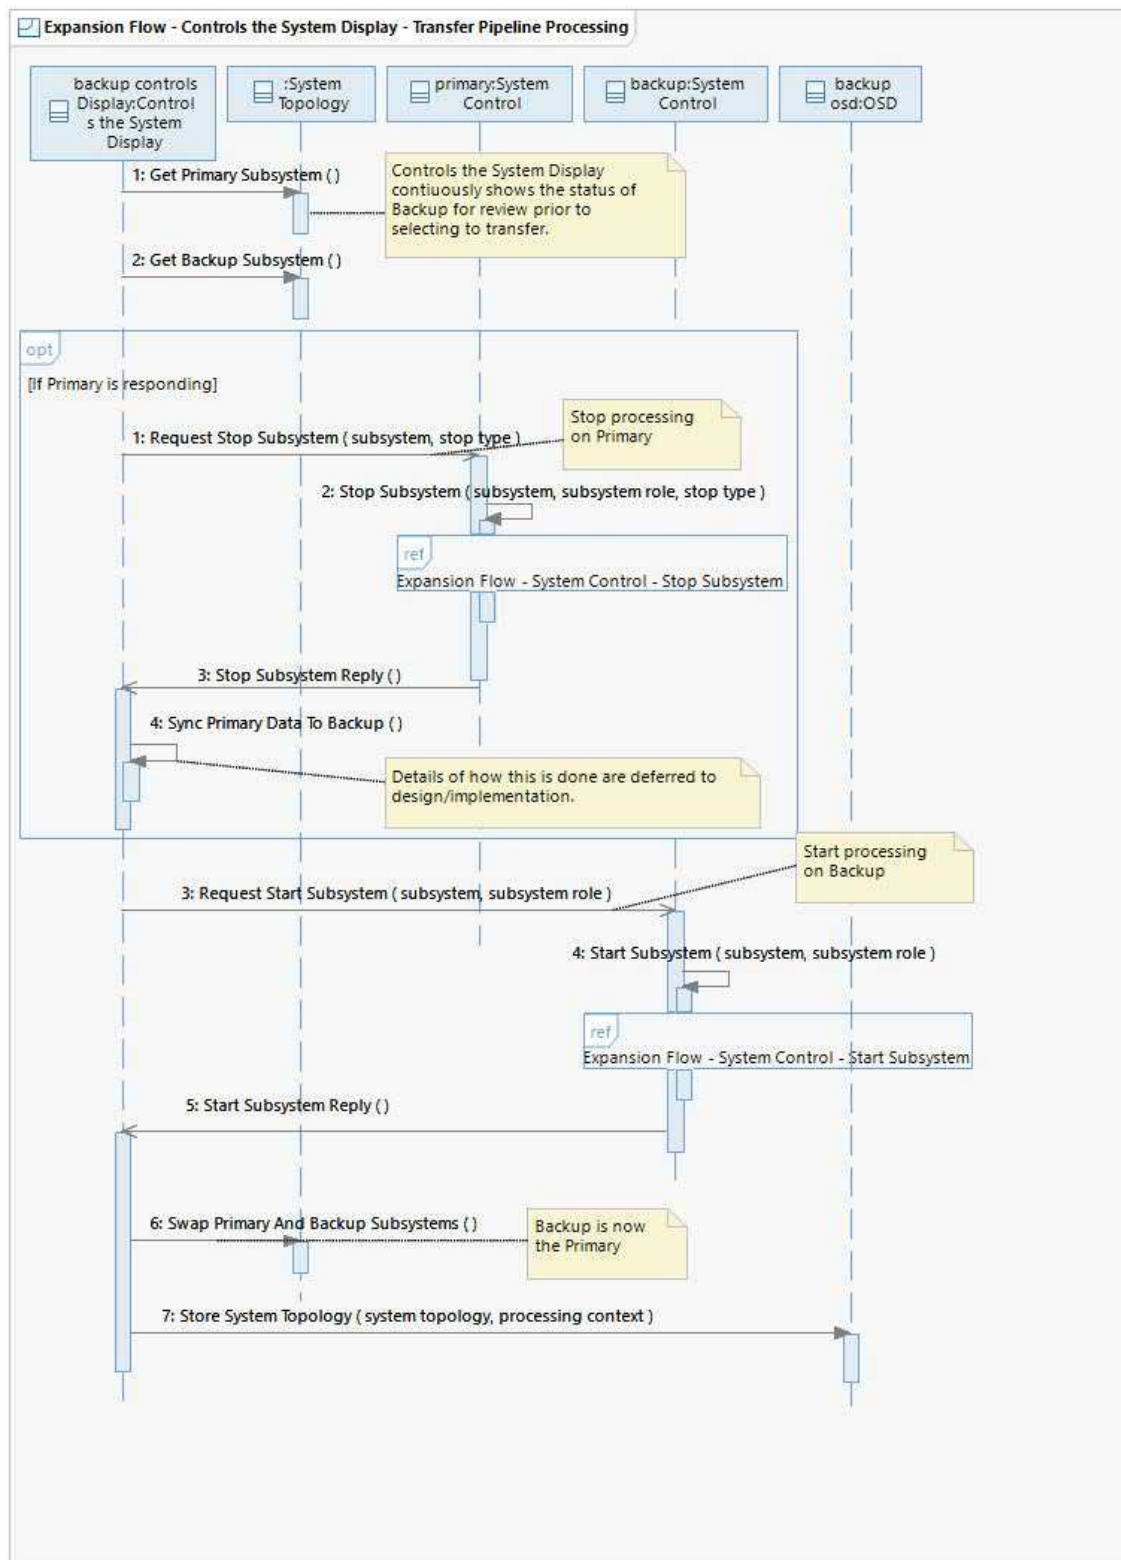 Expansion Flow - Controls the System Display - Transfer Pipeline Processing
backup controls
Display:Control
s the System
Display
:System
Topology
primary:System
Control
backup:System
Control
backup
osd:OSD
1: Get Primary Subsystem ( )
Controls the System Display
contiuously shows the status of
Backup for review prior to
selecting to transfer.
2: Get Backup Subsystem ( )
opt
[If Primary is responding]
Stop processing
on Primary
1: Request Stop Subsystem ( subsystem, stop type )
2: Stop Subsystem ( subsystem, subsystem role, stop type )
ref
Expansion Flow - System Control - Stop Subsystem
3: Stop Subsystem Reply ( )
4: Sync Primary Data To Backup ( )
Details of how this is done are deferred to
design/implementation.
Start processing
on Backup
3: Request Start Subsystem ( subsystem, subsystem role )
4: Start Subsystem ( subsystem, subsystem role )
ref
Expansion Flow - System Control - Start Subsystem
5: Start Subsystem Reply ( )
6: Swap Primary And Backup Subsystems ( )
Backup is now
the Primary
7: Store System Topology ( system topology, processing context )